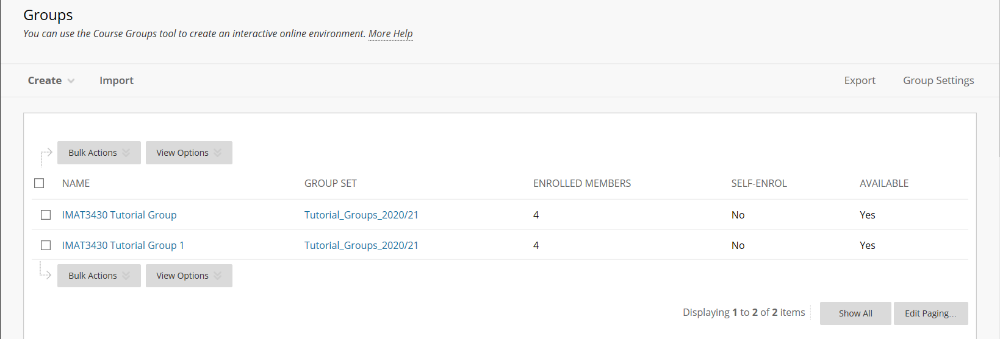 Groups
You can use the Course Groups tool to create an interactive online environment. More Help
Create Import Export Group Settings
Bulk Actions View Options
NAME GROUP SET ENROLLED MEMBERS SELF-ENROL AVAILABLE
IMAT3430 Tutorial Group Tutorial_Groups_2020/21 4 No Yes
IMAT3430 Tutorial Group 1 Tutorial_Groups_2020/21 4 No Yes
Bulk Actions View Options
Displaying 1 to 2 of 2 items Show All Edit Paging...